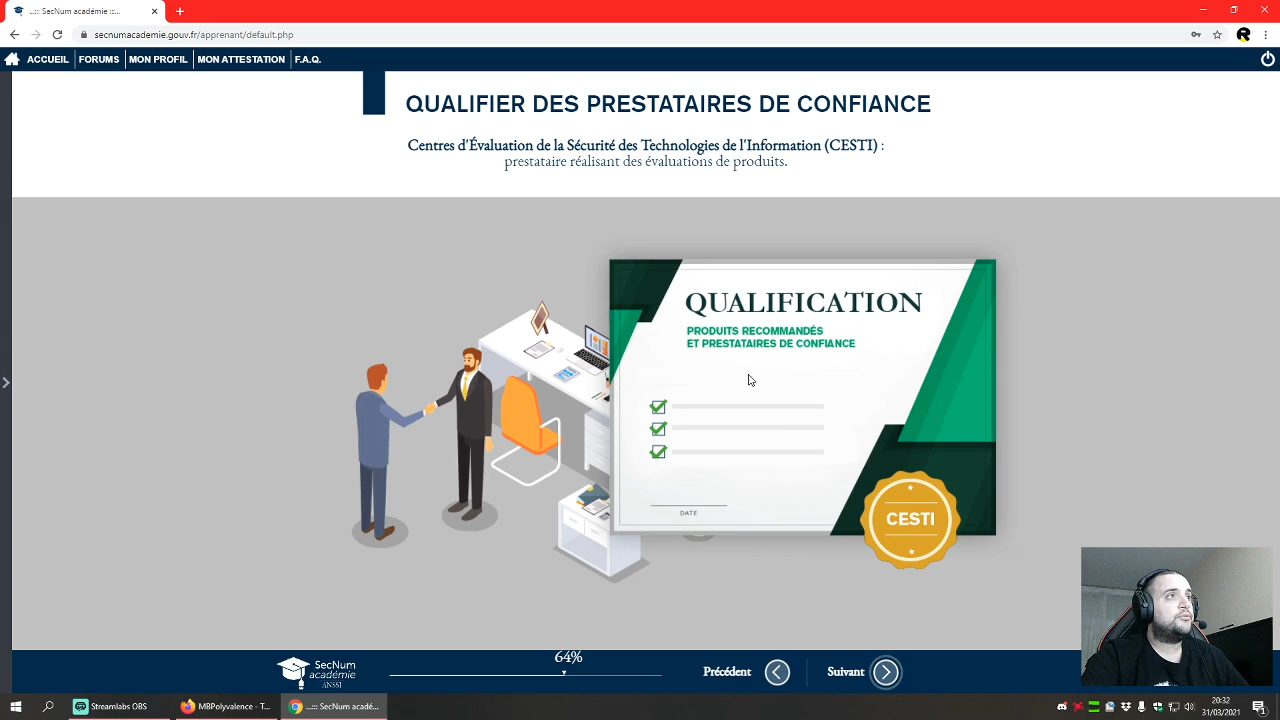 ..:: SecNum académie ::..
secnumacademie.gouv.fr/apprenant/default.php
ACCUEIL
FORUMS
MON PROFIL
MON ATTESTATION
F.A.Q.
QUALIFIER DES PRESTATAIRES DE CONFIANCE
Centres d'Évaluation de la Sécurité des Technologies de l'Information (CESTI) :
prestataire réalisant des évaluations de produits.
QUALIFICATION
PRODUITS RECOMMANDÉS
ET PRESTATAIRES DE CONFIANCE
DATE
CESTI
SecNum
académie
ANSSI
64%
Précédent
Suivant
Streamlabs OBS
MBPolyvalence - T...
..::: SecNum acadé...
20:32
31/03/2021